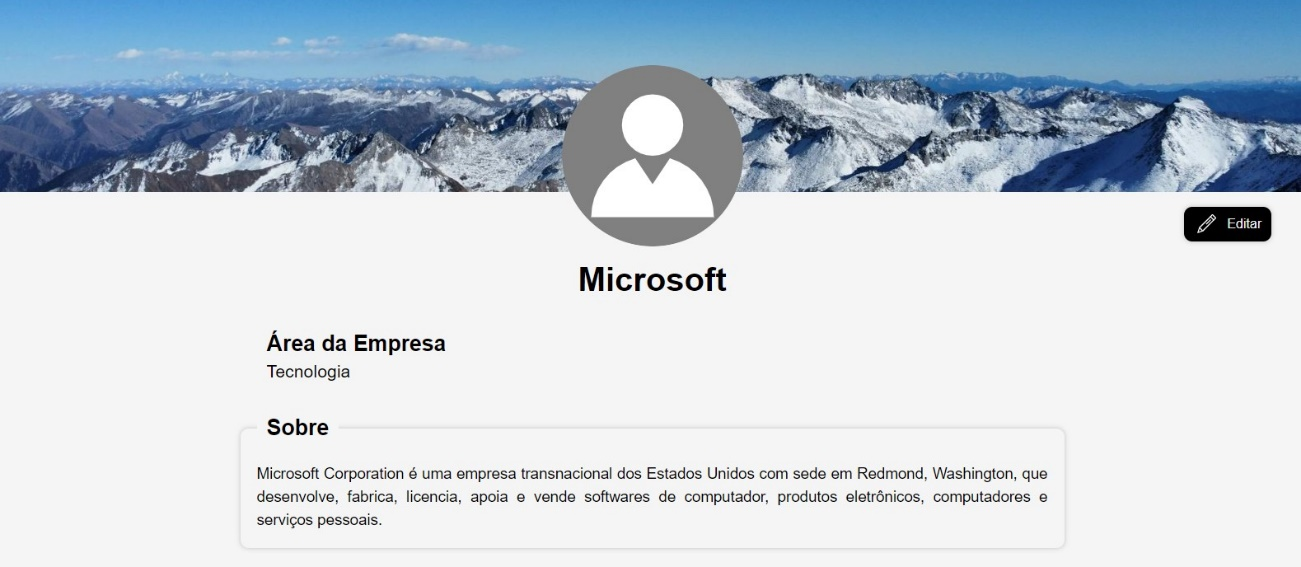 Editar
Microsoft
Área da Empresa
Tecnologia
Sobre
Microsoft Corporation é uma empresa transnacional dos Estados Unidos com sede em Redmond, Washington, que
desenvolve, fabrica, licencia, apoia e vende softwares de computador, produtos eletrônicos, computadores e
serviços pessoais.